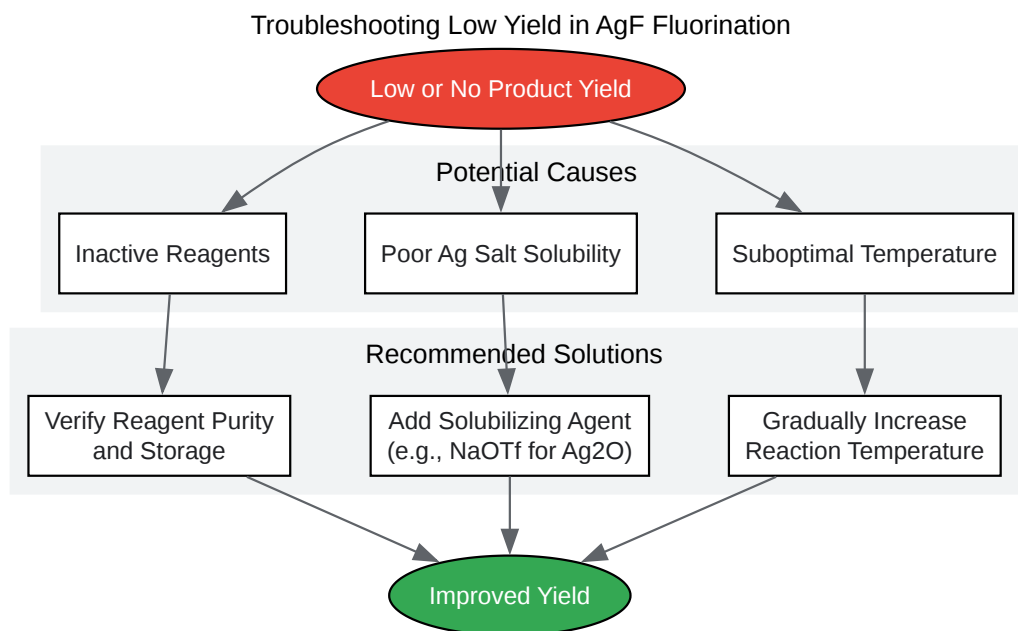 Troubleshooting Low Yield in AgF Fluorination
Low or No Product Yield
Potential Causes
Inactive Reagents
Poor Ag Salt Solubility
Suboptimal Temperature
Recommended Solutions
Verify Reagent Purity
and Storage
Add Solubilizing Agent
(e.g., NaOTf for Ag2O)
Gradually Increase
Reaction Temperature
Improved Yield